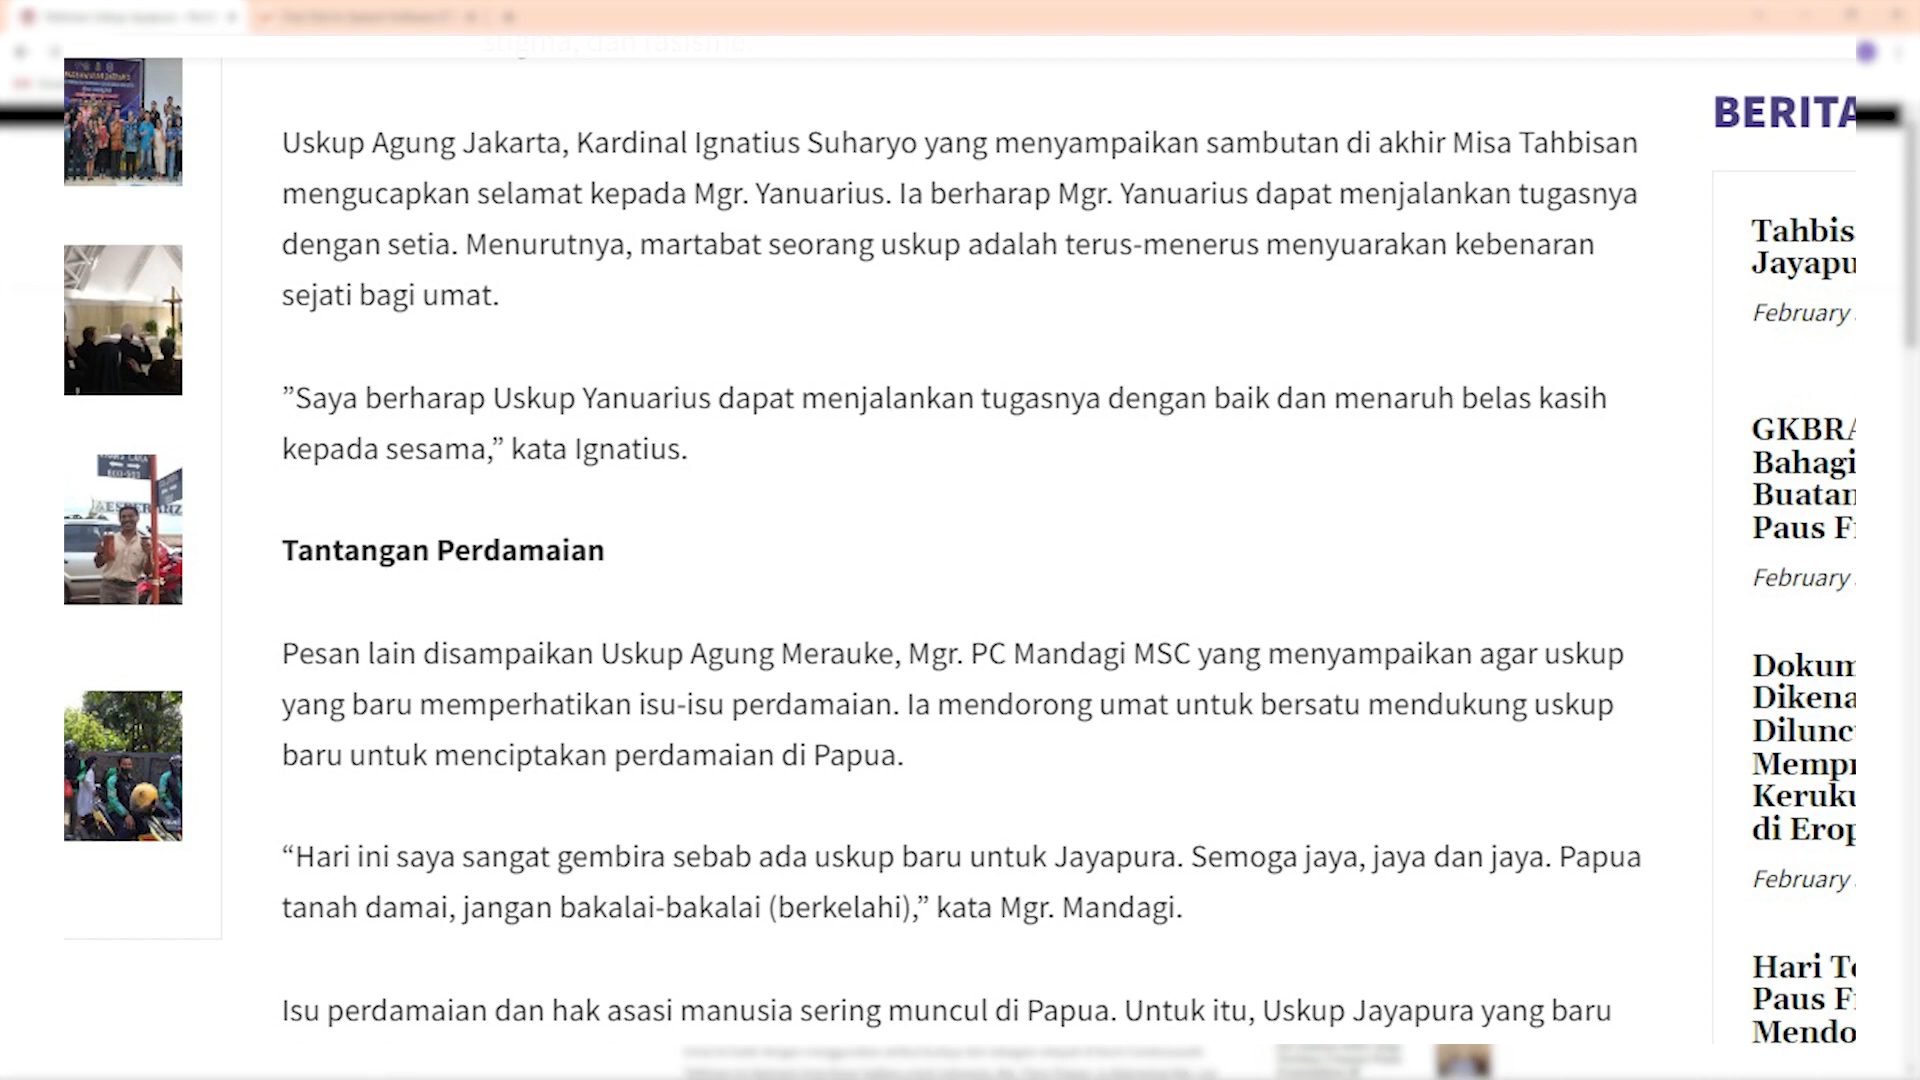 Uskup Agung Jakarta, Kardinal Ignatius Suharyo yang menyampaikan sambutan di akhir Misa Tahbisan
mengucapkan selamat kepada Mgr. Yanuarius. Ia berharap Mgr. Yanuarius dapat menjalankan tugasnya
dengan setia. Menurutnya, martabat seorang uskup adalah terus-menerus menyuarakan kebenaran
sejati bagi umat.
”Saya berharap Uskup Yanuarius dapat menjalankan tugasnya dengan baik dan menaruh belas kasih
kepada sesama,” kata Ignatius.
Tantangan Perdamaian
Pesan lain disampaikan Uskup Agung Merauke, Mgr. PC Mandagi MSC yang menyampaikan agar uskup
yang baru memperhatikan isu-isu perdamaian. Ia mendorong umat untuk bersatu mendukung uskup
baru untuk menciptakan perdamaian di Papua.
“Hari ini saya sangat gembira sebab ada uskup baru untuk Jayapura. Semoga jaya, jaya dan jaya. Papua
tanah damai, jangan bakalai-bakalai (berkelahi),” kata Mgr. Mandagi.
Isu perdamaian dan hak asasi manusia sering muncul di Papua. Untuk itu, Uskup Jayapura yang baru
BERITA
Tahbis
Jayapu
February
GKBRA
Bahagi
Buatan
Paus F
February
Dokum
Dikena
Dilunc
Mempr
Keruku
di Erop
February
Hari Te
Paus F
Mendo